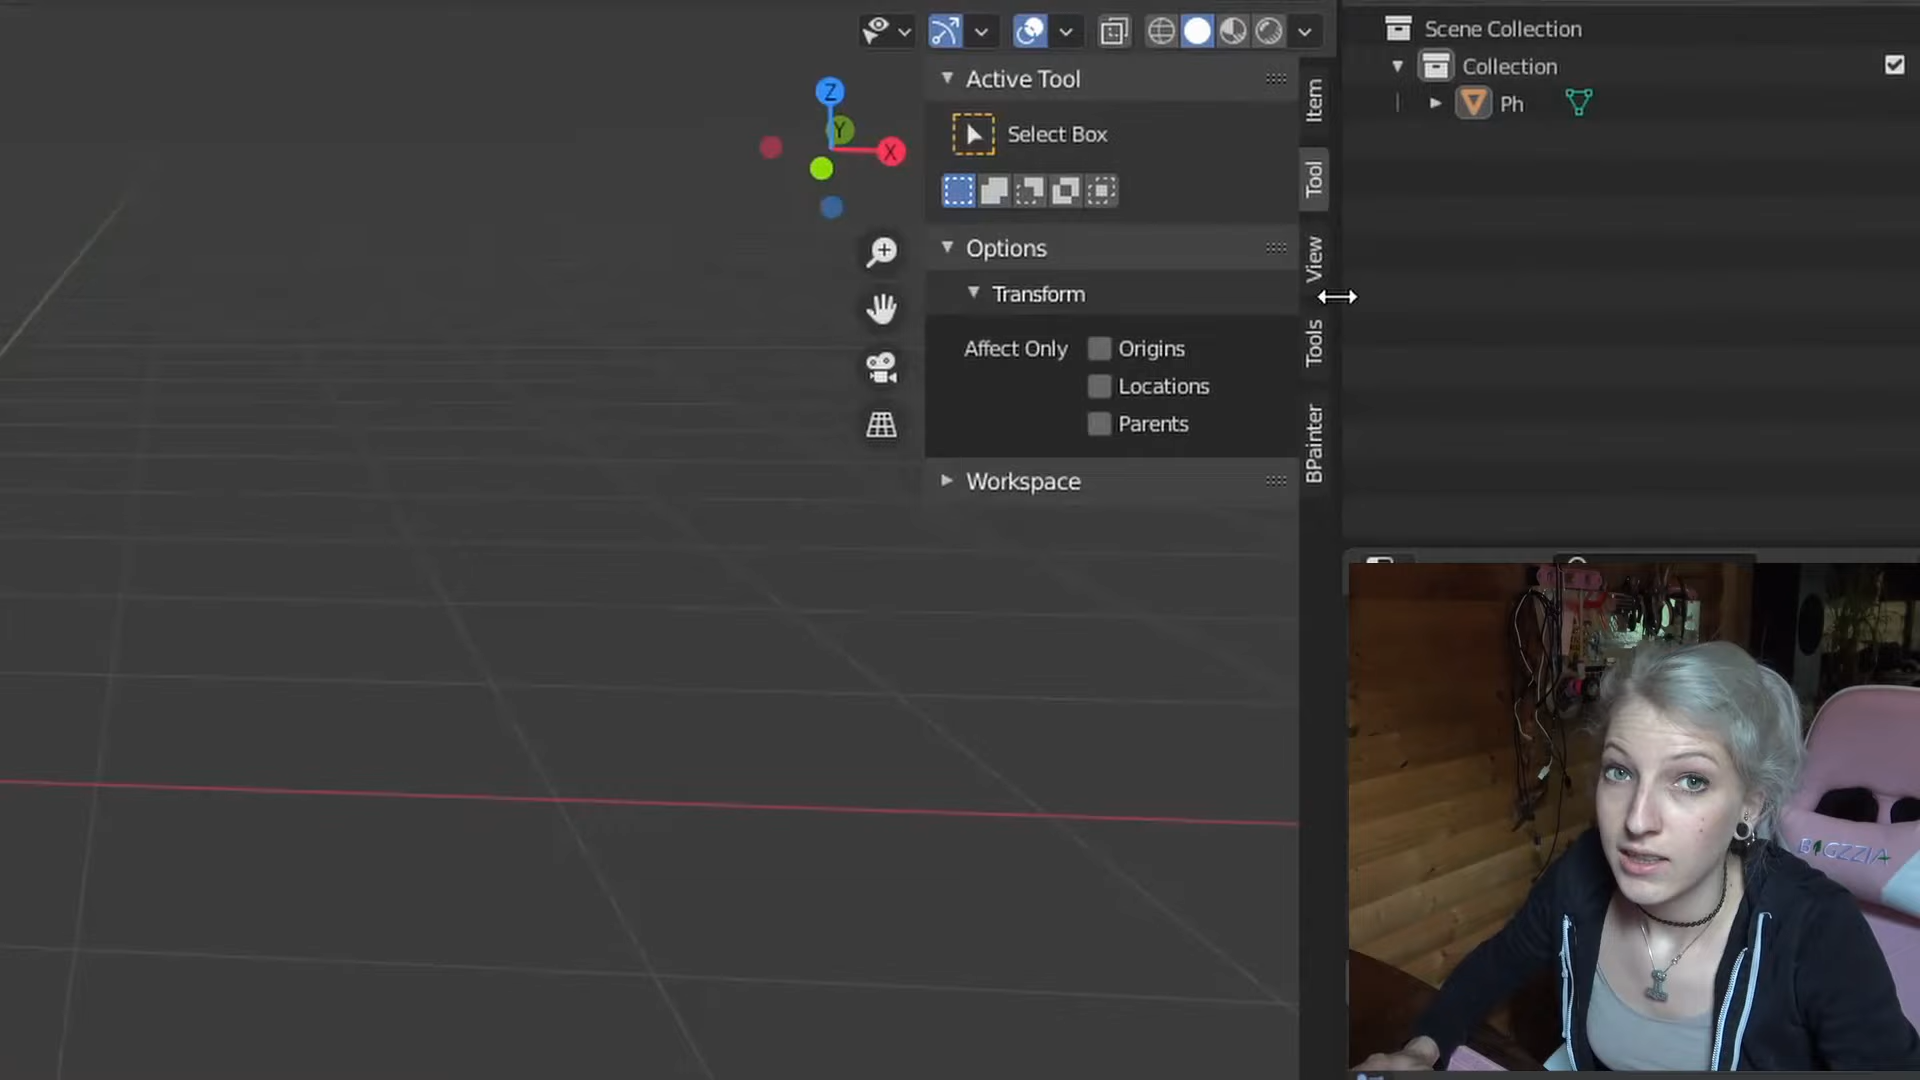 Scene Collection
Collection
Ph
Active Tool
Select Box
Options
Transform
Affect Only
Origins
Locations
Parents
Workspace
Item
Tool
View
Tools
BPainter
Z
Y
X
BIGZZIA